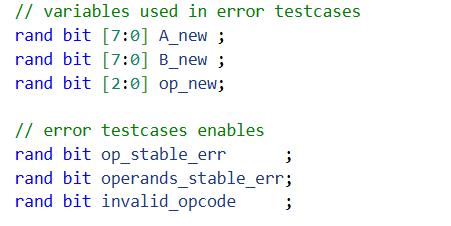 // variables used in error testcases
rand bit [7:0] A_new ;
rand bit [7:0] B_new ;
rand bit [2:0] op_new;
// error testcases enables
rand bit op_stable_err      ;
rand bit operands_stable_err;
rand bit invalid_opcode     ;